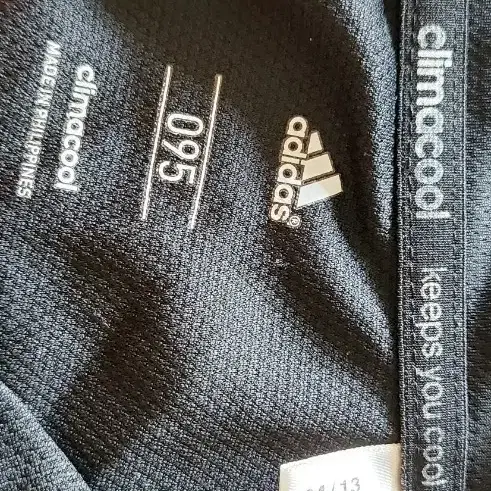 climacool keeps you cool
adidas®
095
climacool
MADE IN PHILIPPINES